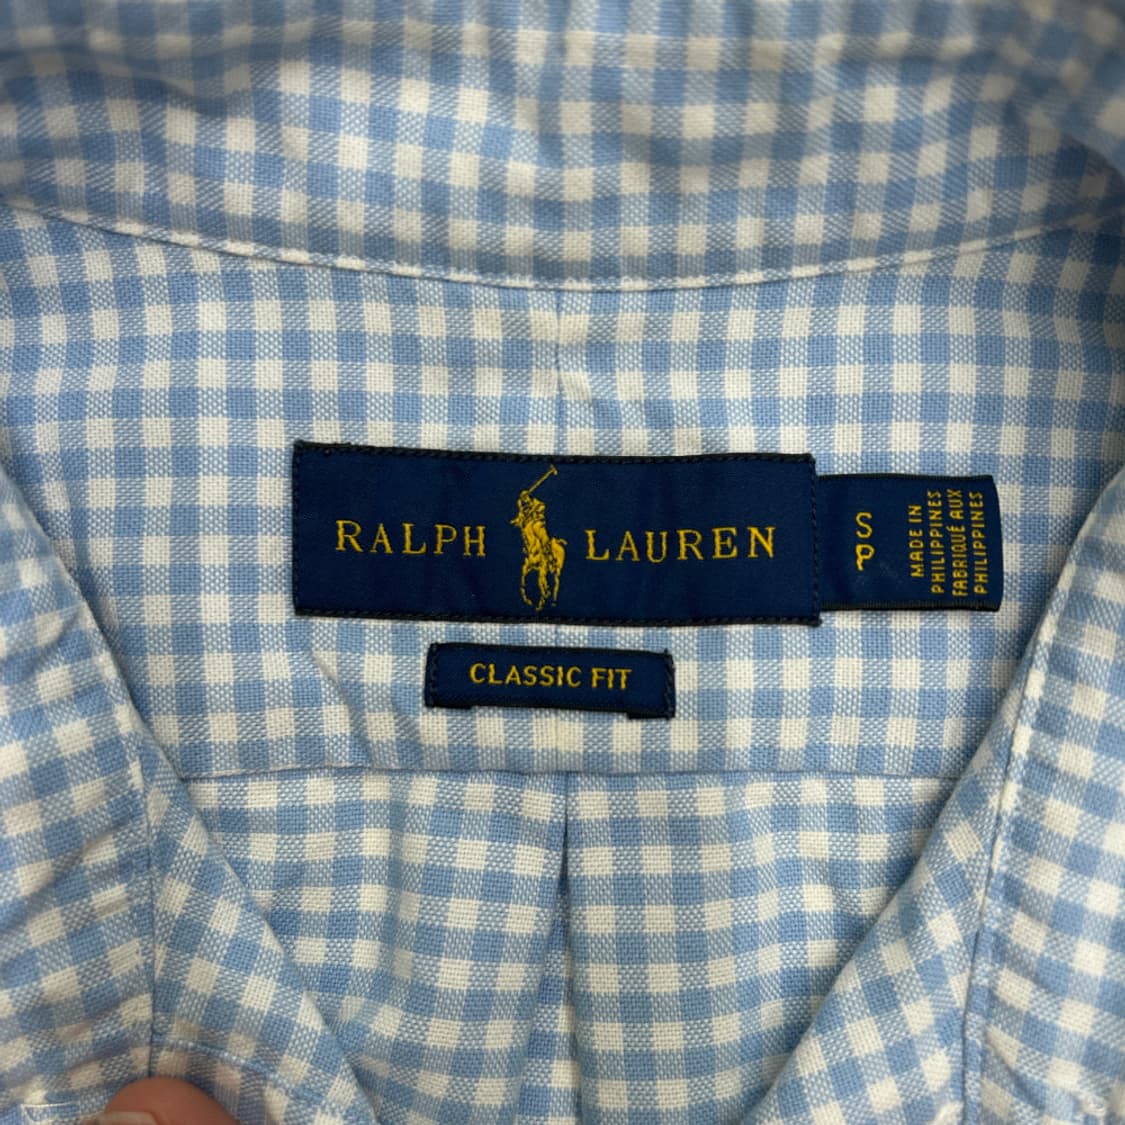 RALPH LAUREN
S
P
MADE IN
PHILIPPINES
FABRIQUÉ AUX
PHILIPPINES
CLASSIC FIT